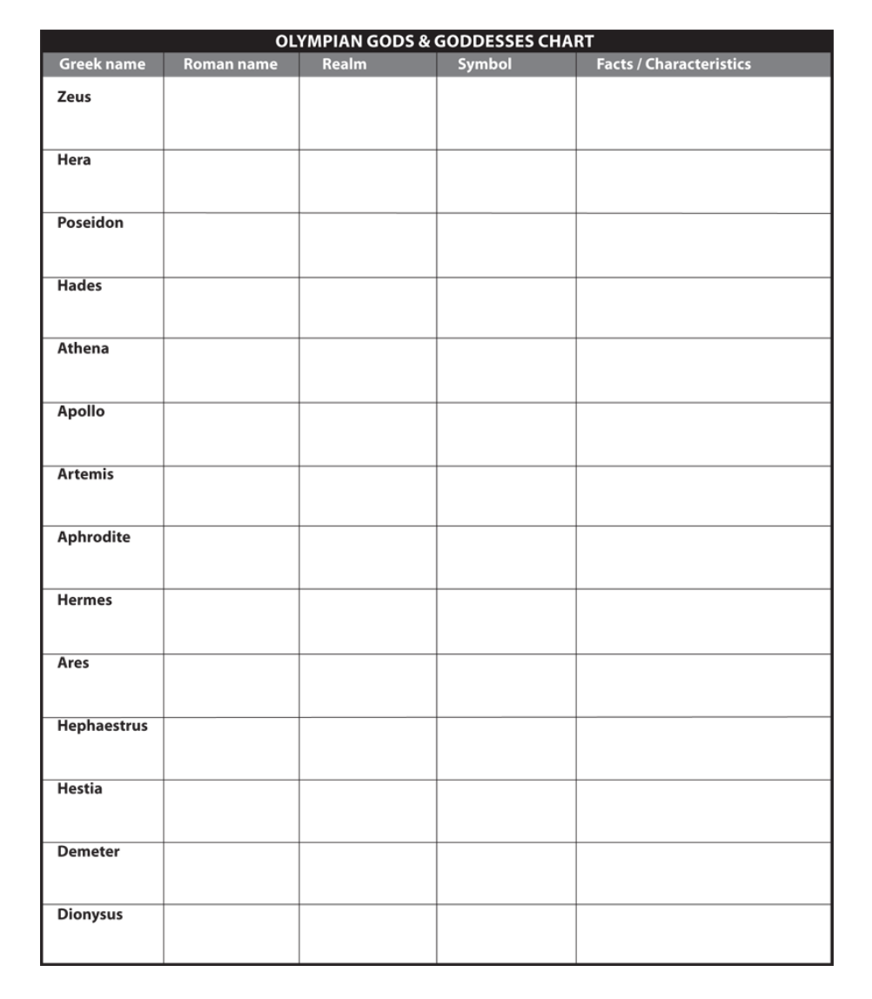 OLYMPIAN GODS & GODDESSES CHART
Greek name Roman name Realm Symbol Facts / Characteristics
Zeus
Hera
Poseidon
Hades
Athena
Apollo
Artemis
Aphrodite
Hermes
Ares
Hephaestrus
Hestia
Demeter
Dionysus